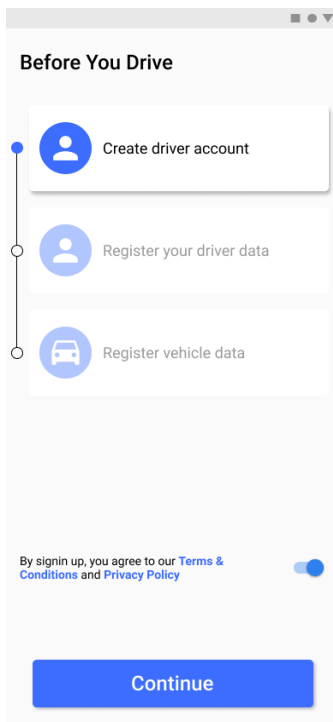 Before You Drive
Create driver account
Register your driver data
Register vehicle data
By signin up, you agree to our Terms &
Conditions and Privacy Policy
Continue